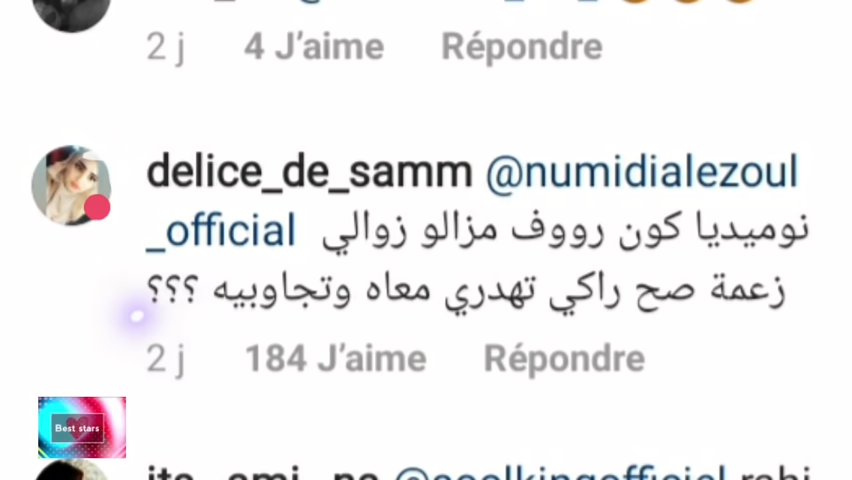 2 j 4 J’aime Répondre
delice_de_samm @numidialezoul
_official نوميديا كون رووف مزالو زوالي
زعمة صح راكي تهدري معاه وتجاوبيه ؟؟؟
2 j 184 J’aime Répondre
Best stars